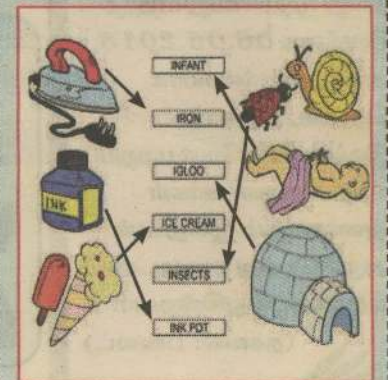 INFANT
IRON
IGLOO
INK
ICE CREAM
INSECTS
INK POT